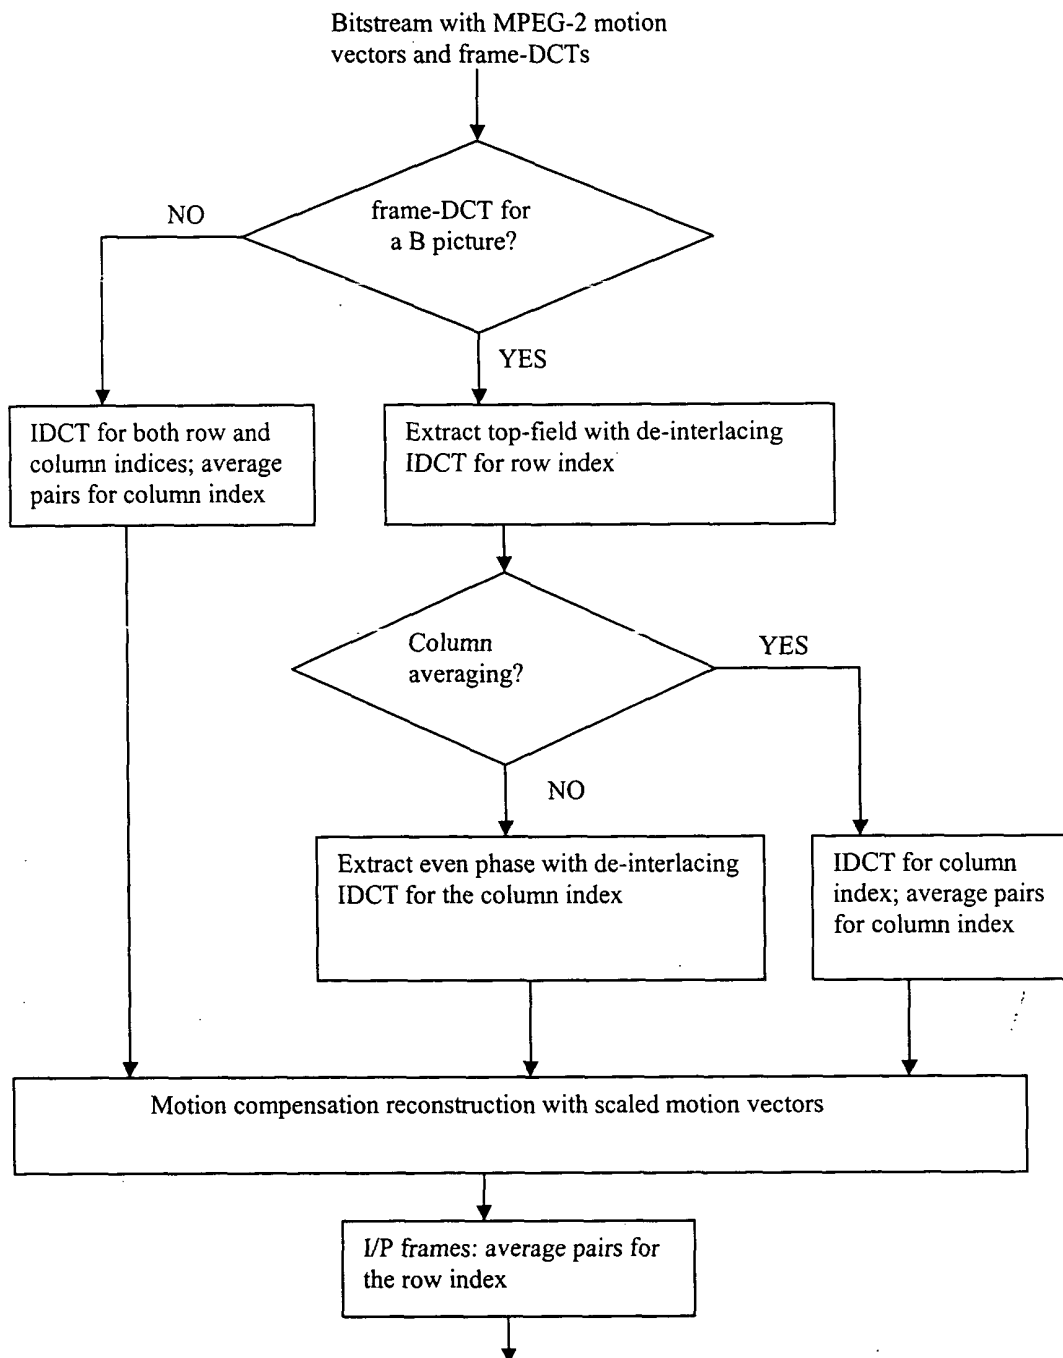 Bitstream with MPEG-2 motion
vectors and frame-DCTs
frame-DCT for
a B picture?
NO
YES
IDCT for both row and
column indices; average
pairs for column index
Extract top-field with de-interlacing
IDCT for row index
Column
averaging?
YES
NO
Extract even phase with de-interlacing
IDCT for the column index
IDCT for column
index; average pairs
for column index
Motion compensation reconstruction with scaled motion vectors
I/P frames: average pairs for
the row index